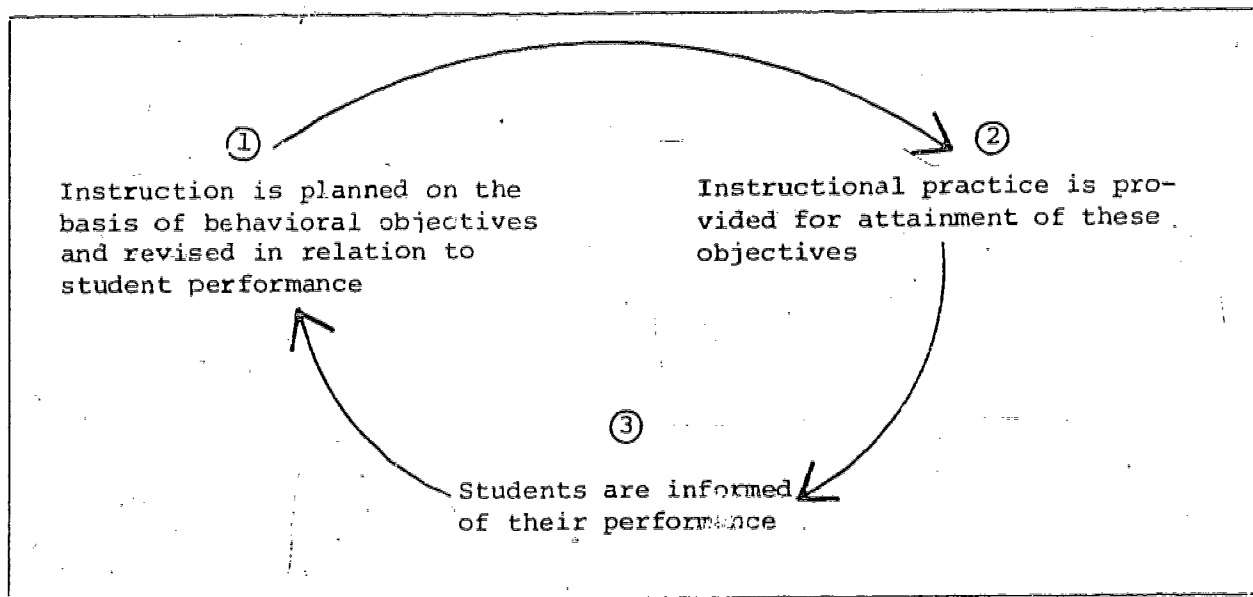 ①
Instruction is planned on the
basis of behavioral objectives
and revised in relation to
student performance
②
Instructional practice is pro-
vided for attainment of these
objectives
③
Students are informed
of their performance